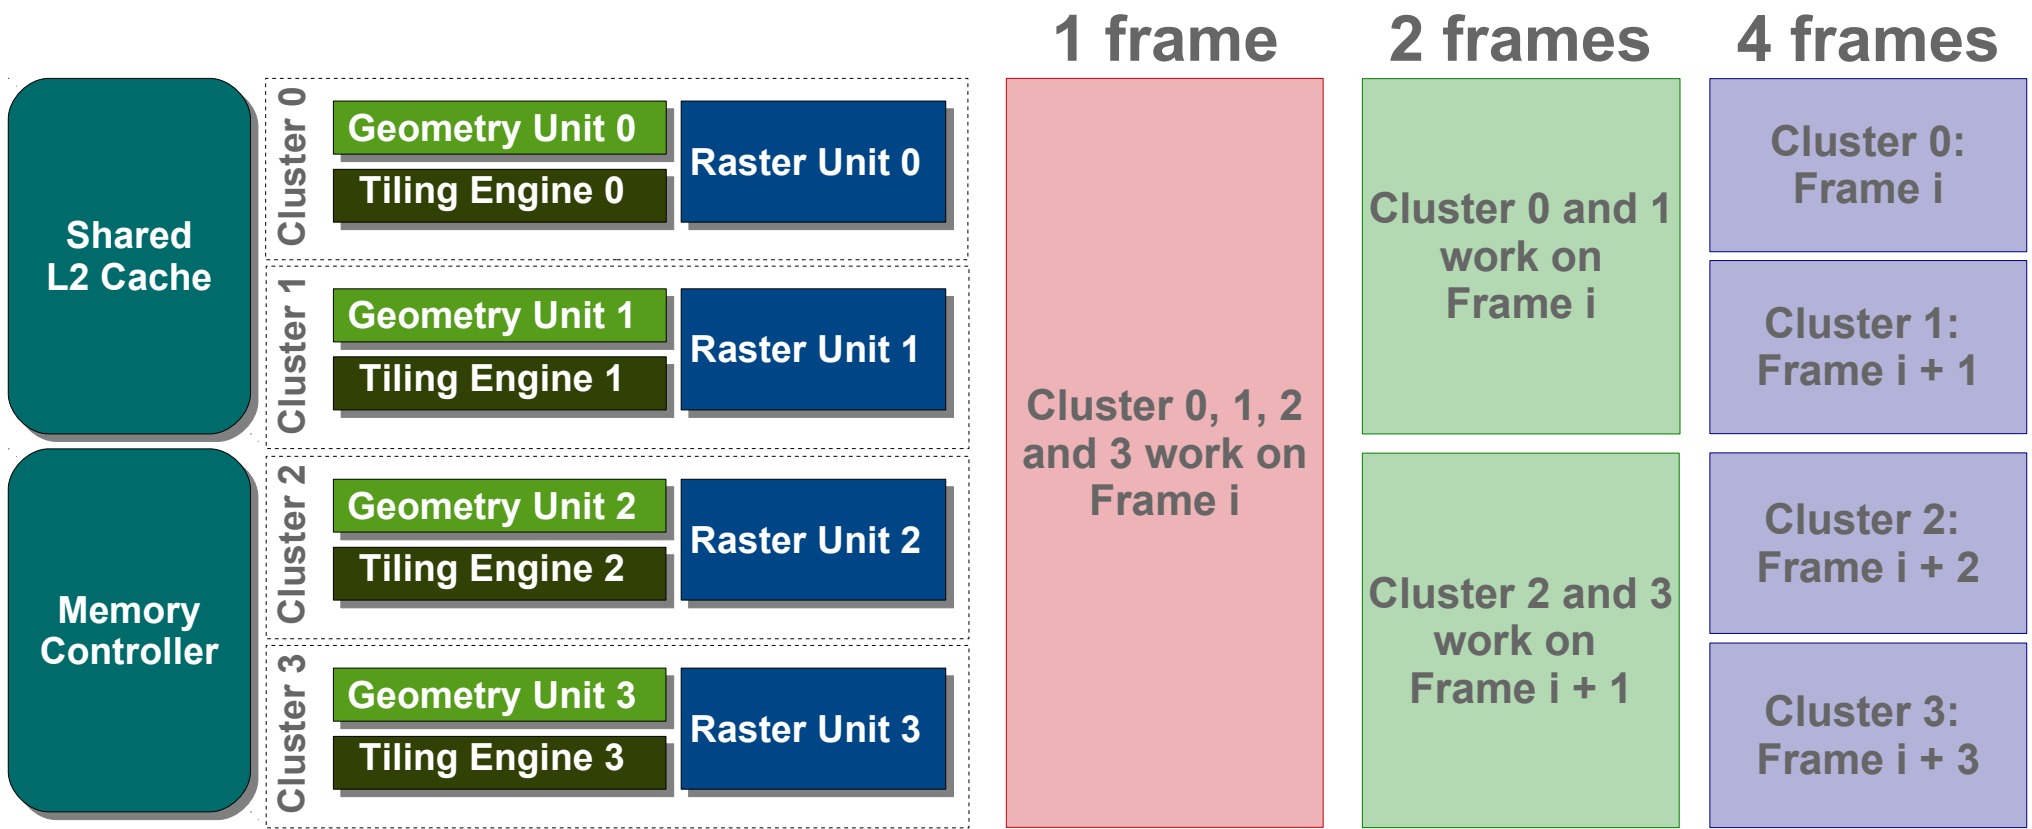 1 frame
2 frames
4 frames
Shared
L2 Cache
Memory
Controller
Cluster 0
Geometry Unit 0
Tiling Engine 0
Raster Unit 0
Cluster 1
Geometry Unit 1
Tiling Engine 1
Raster Unit 1
Cluster 2
Geometry Unit 2
Tiling Engine 2
Raster Unit 2
Cluster 3
Geometry Unit 3
Tiling Engine 3
Raster Unit 3
Cluster 0, 1, 2
and 3 work on
Frame i
Cluster 0 and 1
work on
Frame i
Cluster 2 and 3
work on
Frame i + 1
Cluster 0:
Frame i
Cluster 1:
Frame i + 1
Cluster 2:
Frame i + 2
Cluster 3:
Frame i + 3